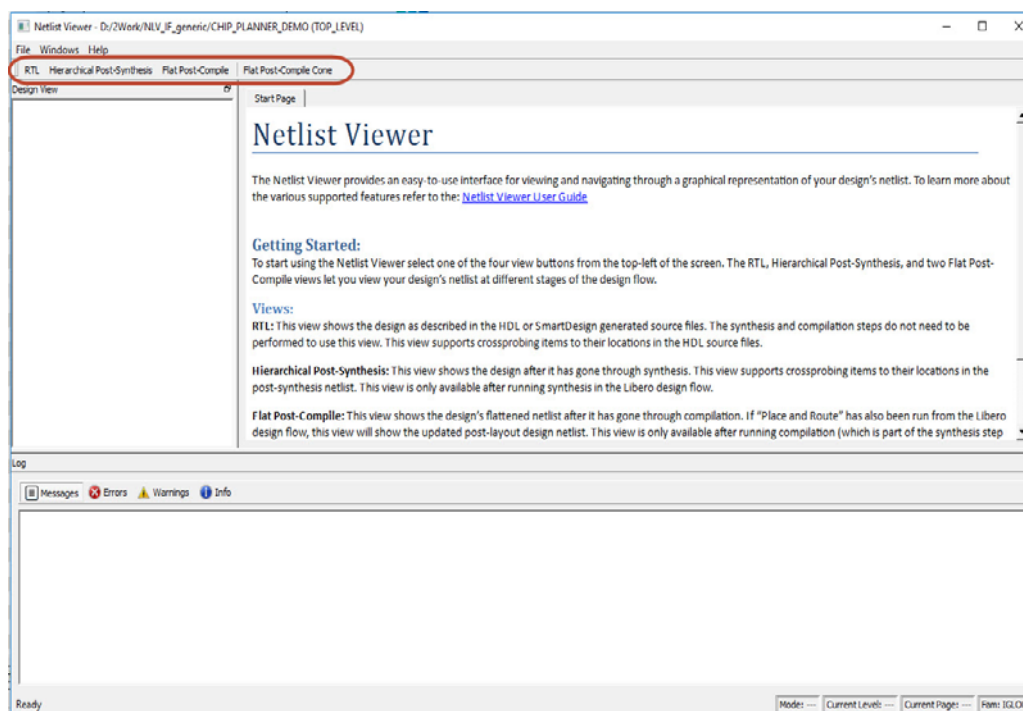 Netlist Viewer - D:/2Work/NLV_IF_generic/CHIP_PLANNER_DEMO (TOP_LEVEL)
File Windows Help
RTL Hierarchical Post-Synthesis Flat Post-Compile Flat Post-Compile Cone
Design View
Start Page
Netlist Viewer
The Netlist Viewer provides an easy-to-use interface for viewing and navigating through a graphical representation of your design's netlist. To learn more about
the various supported features refer to the: Netlist Viewer User Guide
Getting Started:
To start using the Netlist Viewer select one of the four view buttons from the top-left of the screen. The RTL, Hierarchical Post-Synthesis, and two Flat Post-
Compile views let you view your design's netlist at different stages of the design flow.
Views:
RTL: This view shows the design as described in the HDL or SmartDesign generated source files. The synthesis and compilation steps do not need to be
performed to use this view. This view supports crossprobing items to their locations in the HDL source files.
Hierarchical Post-Synthesis: This view shows the design after it has gone through synthesis. This view supports crossprobing items to their locations in the
post-synthesis netlist. This view is only available after running synthesis in the Libero design flow.
Flat Post-Compile: This view shows the design's flattened netlist after it has gone through compilation. If "Place and Route" has also been run from the Libero
design flow, this view will show the updated post-layout design netlist. This view is only available after running compilation (which is part of the synthesis step
Log
Messages Errors Warnings Info
Ready
Mode: --- Current Level: --- Current Page: --- Fam: IGLOO